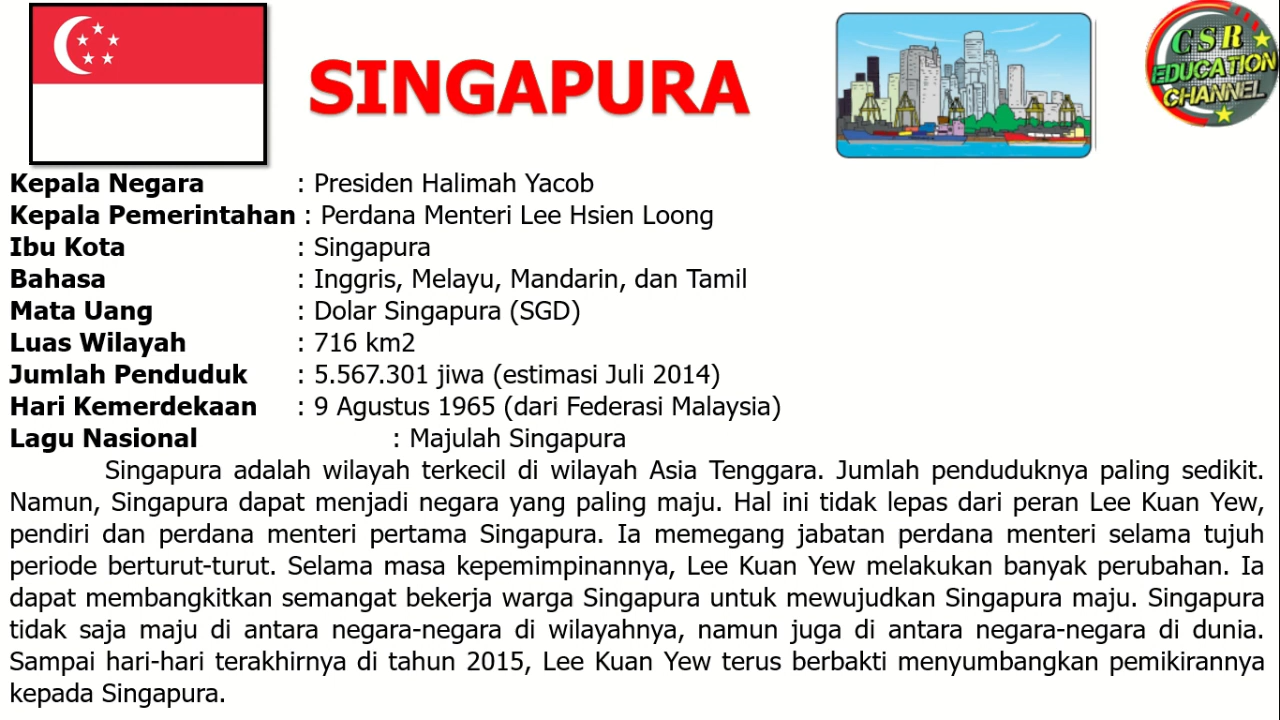 SINGAPURA
CSR
EDUCATION
CHANNEL
Kepala Negara : Presiden Halimah Yacob
Kepala Pemerintahan : Perdana Menteri Lee Hsien Loong
Ibu Kota : Singapura
Bahasa : Inggris, Melayu, Mandarin, dan Tamil
Mata Uang : Dolar Singapura (SGD)
Luas Wilayah : 716 km2
Jumlah Penduduk : 5.567.301 jiwa (estimasi Juli 2014)
Hari Kemerdekaan : 9 Agustus 1965 (dari Federasi Malaysia)
Lagu Nasional : Majulah Singapura
Singapura adalah wilayah terkecil di wilayah Asia Tenggara. Jumlah penduduknya paling sedikit.
Namun, Singapura dapat menjadi negara yang paling maju. Hal ini tidak lepas dari peran Lee Kuan Yew,
pendiri dan perdana menteri pertama Singapura. Ia memegang jabatan perdana menteri selama tujuh
periode berturut-turut. Selama masa kepemimpinannya, Lee Kuan Yew melakukan banyak perubahan. Ia
dapat membangkitkan semangat bekerja warga Singapura untuk mewujudkan Singapura maju. Singapura
tidak saja maju di antara negara-negara di wilayahnya, namun juga di antara negara-negara di dunia.
Sampai hari-hari terakhirnya di tahun 2015, Lee Kuan Yew terus berbakti menyumbangkan pemikirannya
kepada Singapura.